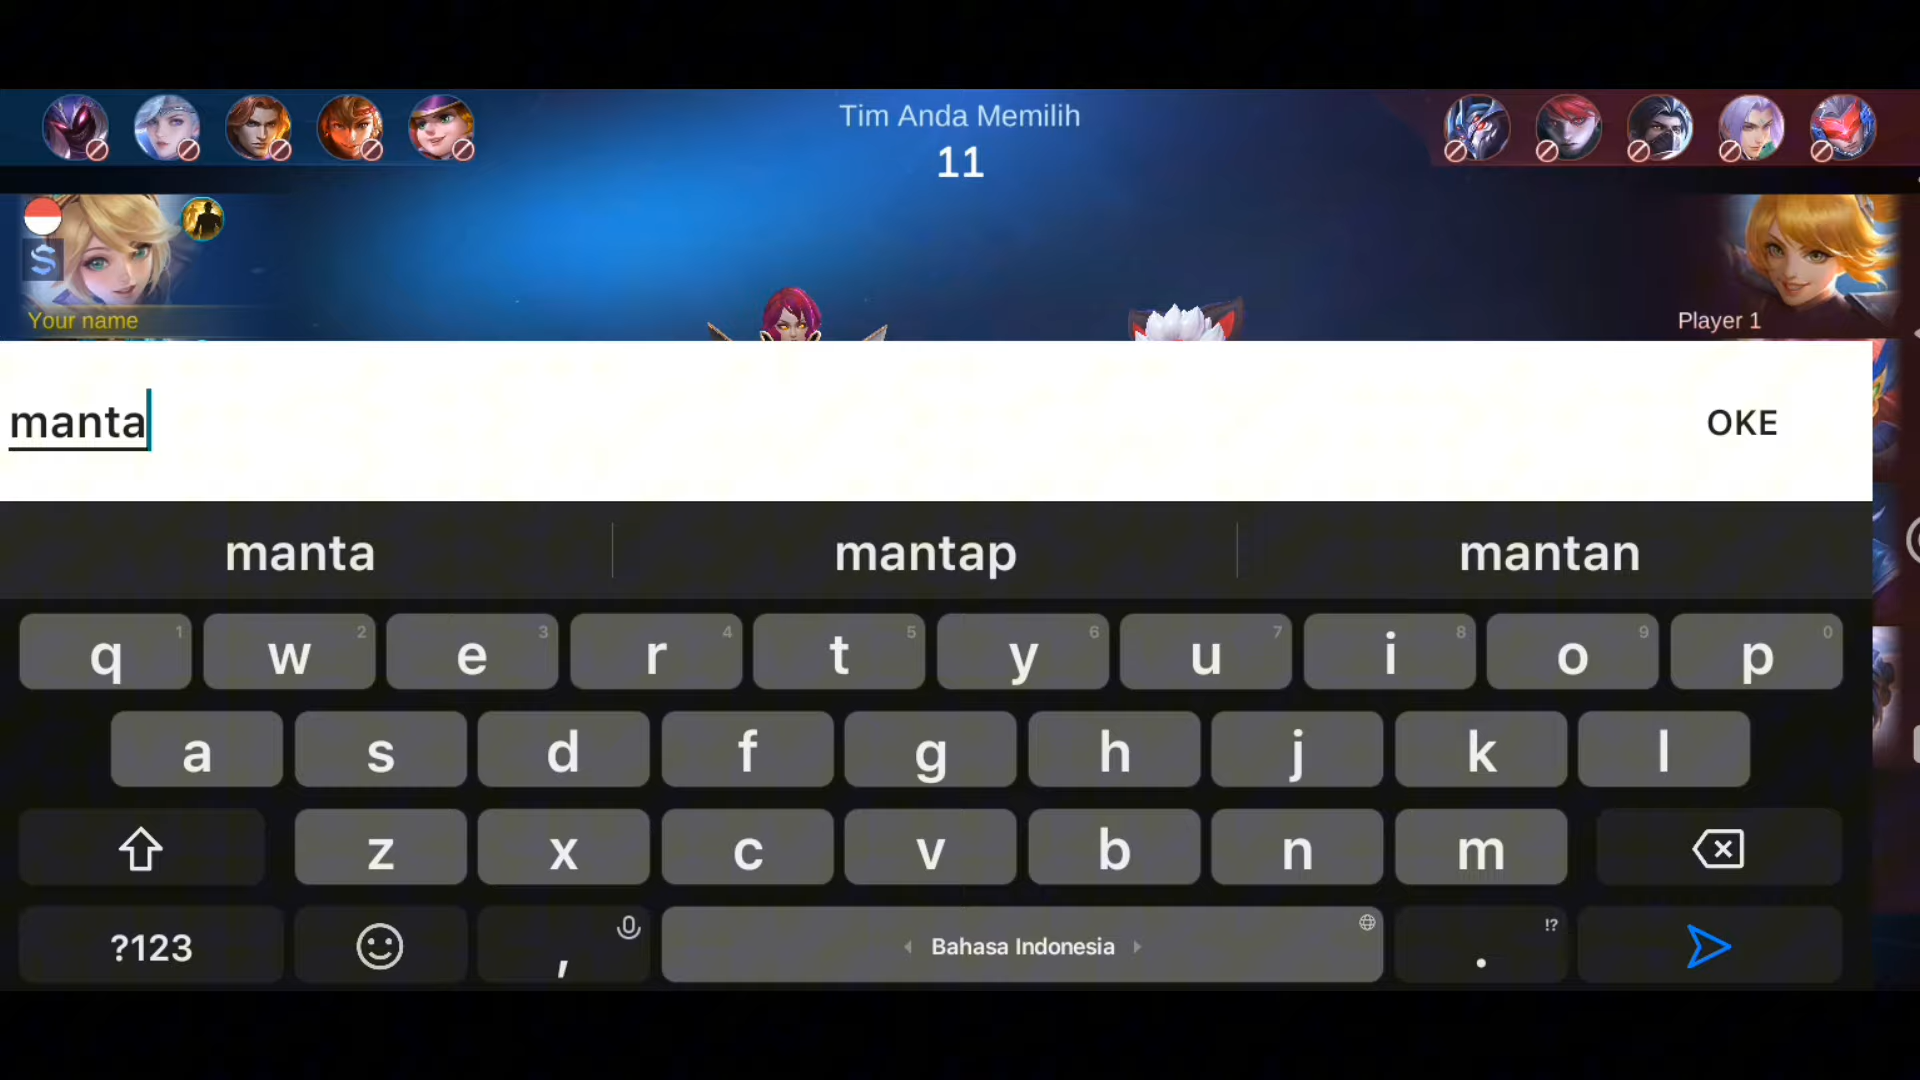 Tim Anda Memilih
11
S
Your name
Player 1
manta
OKE
manta mantap mantan
q 1 w 2 e 3 r 4 t 5 y 6 u 7 i 8 o 9 p 0
a s d f g h j k l
z x c v b n m
?123 , Bahasa Indonesia . !?